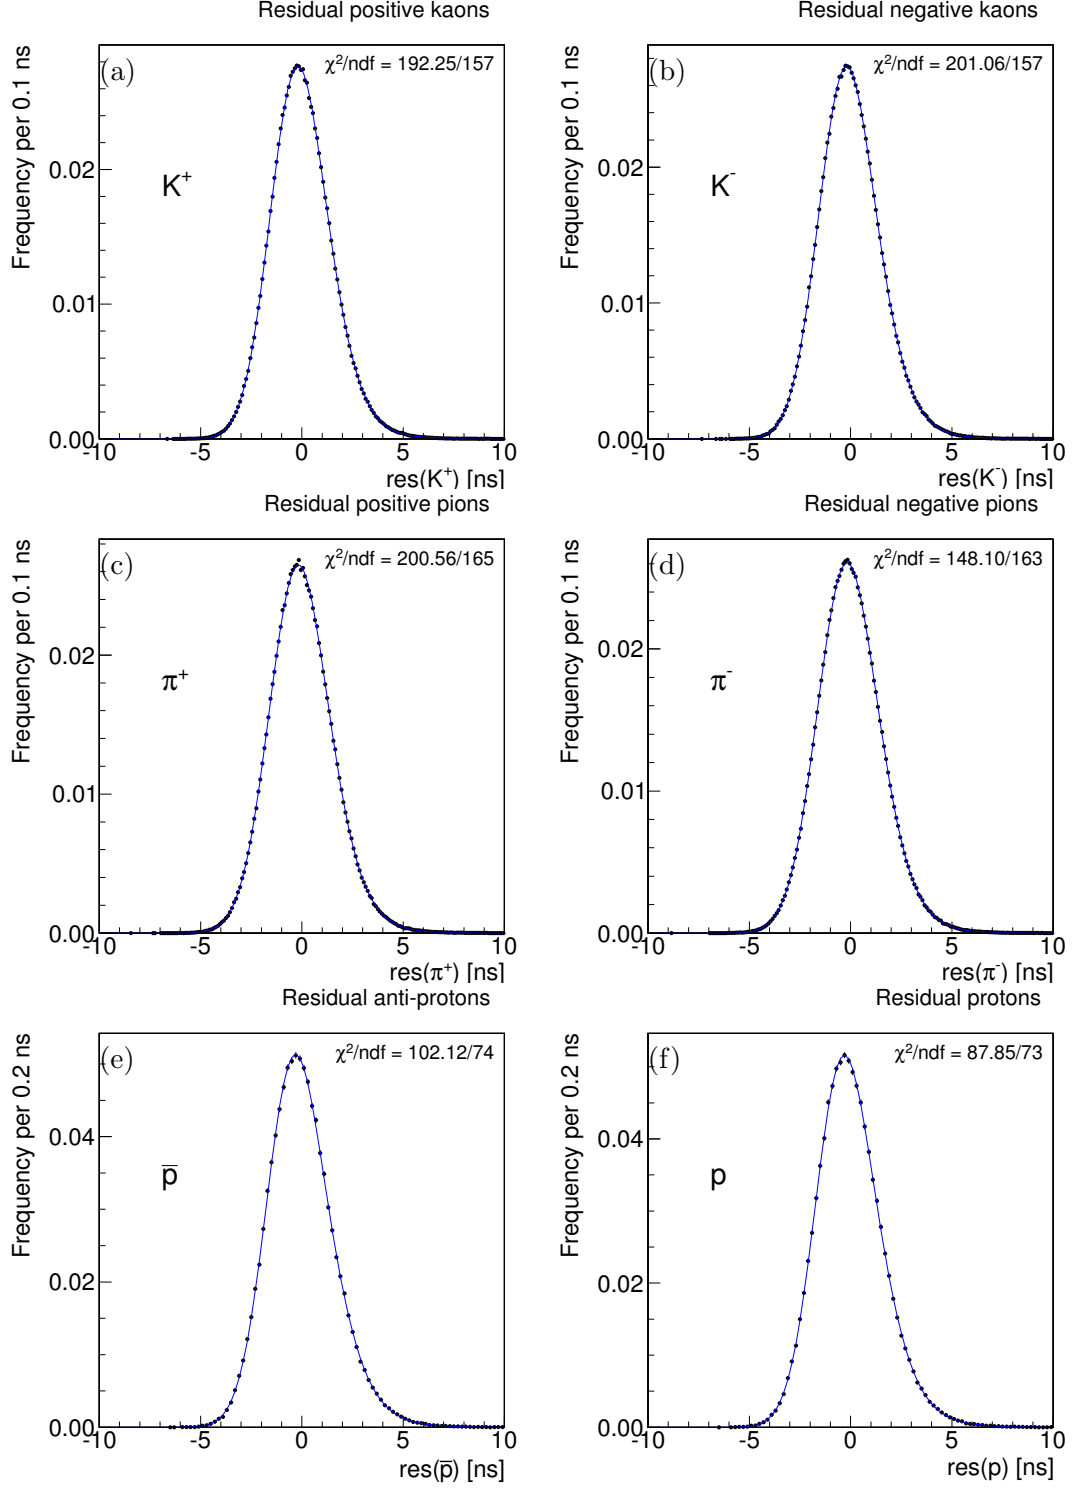 Residual positive kaons
(a)
χ²/ndf = 192.25/157
K⁺
Frequency per 0.1 ns
0.02
0.01
0.00
-10 -5 0 5 10
res(K⁺) [ns]
Residual negative kaons
(b)
χ²/ndf = 201.06/157
K⁻
Frequency per 0.1 ns
0.02
0.01
0.00
-10 -5 0 5 10
res(K⁻) [ns]
Residual positive pions
(c)
χ²/ndf = 200.56/165
π⁺
Frequency per 0.1 ns
0.02
0.01
0.00
-10 -5 0 5 10
res(π⁺) [ns]
Residual negative pions
(d)
χ²/ndf = 148.10/163
π⁻
Frequency per 0.1 ns
0.02
0.01
0.00
-10 -5 0 5 10
res(π⁻) [ns]
Residual anti-protons
(e)
χ²/ndf = 102.12/74
p̅
Frequency per 0.2 ns
0.04
0.02
0.00
-10 -5 0 5 10
res(p̅) [ns]
Residual protons
(f)
χ²/ndf = 87.85/73
p
Frequency per 0.2 ns
0.04
0.02
0.00
-10 -5 0 5 10
res(p) [ns]